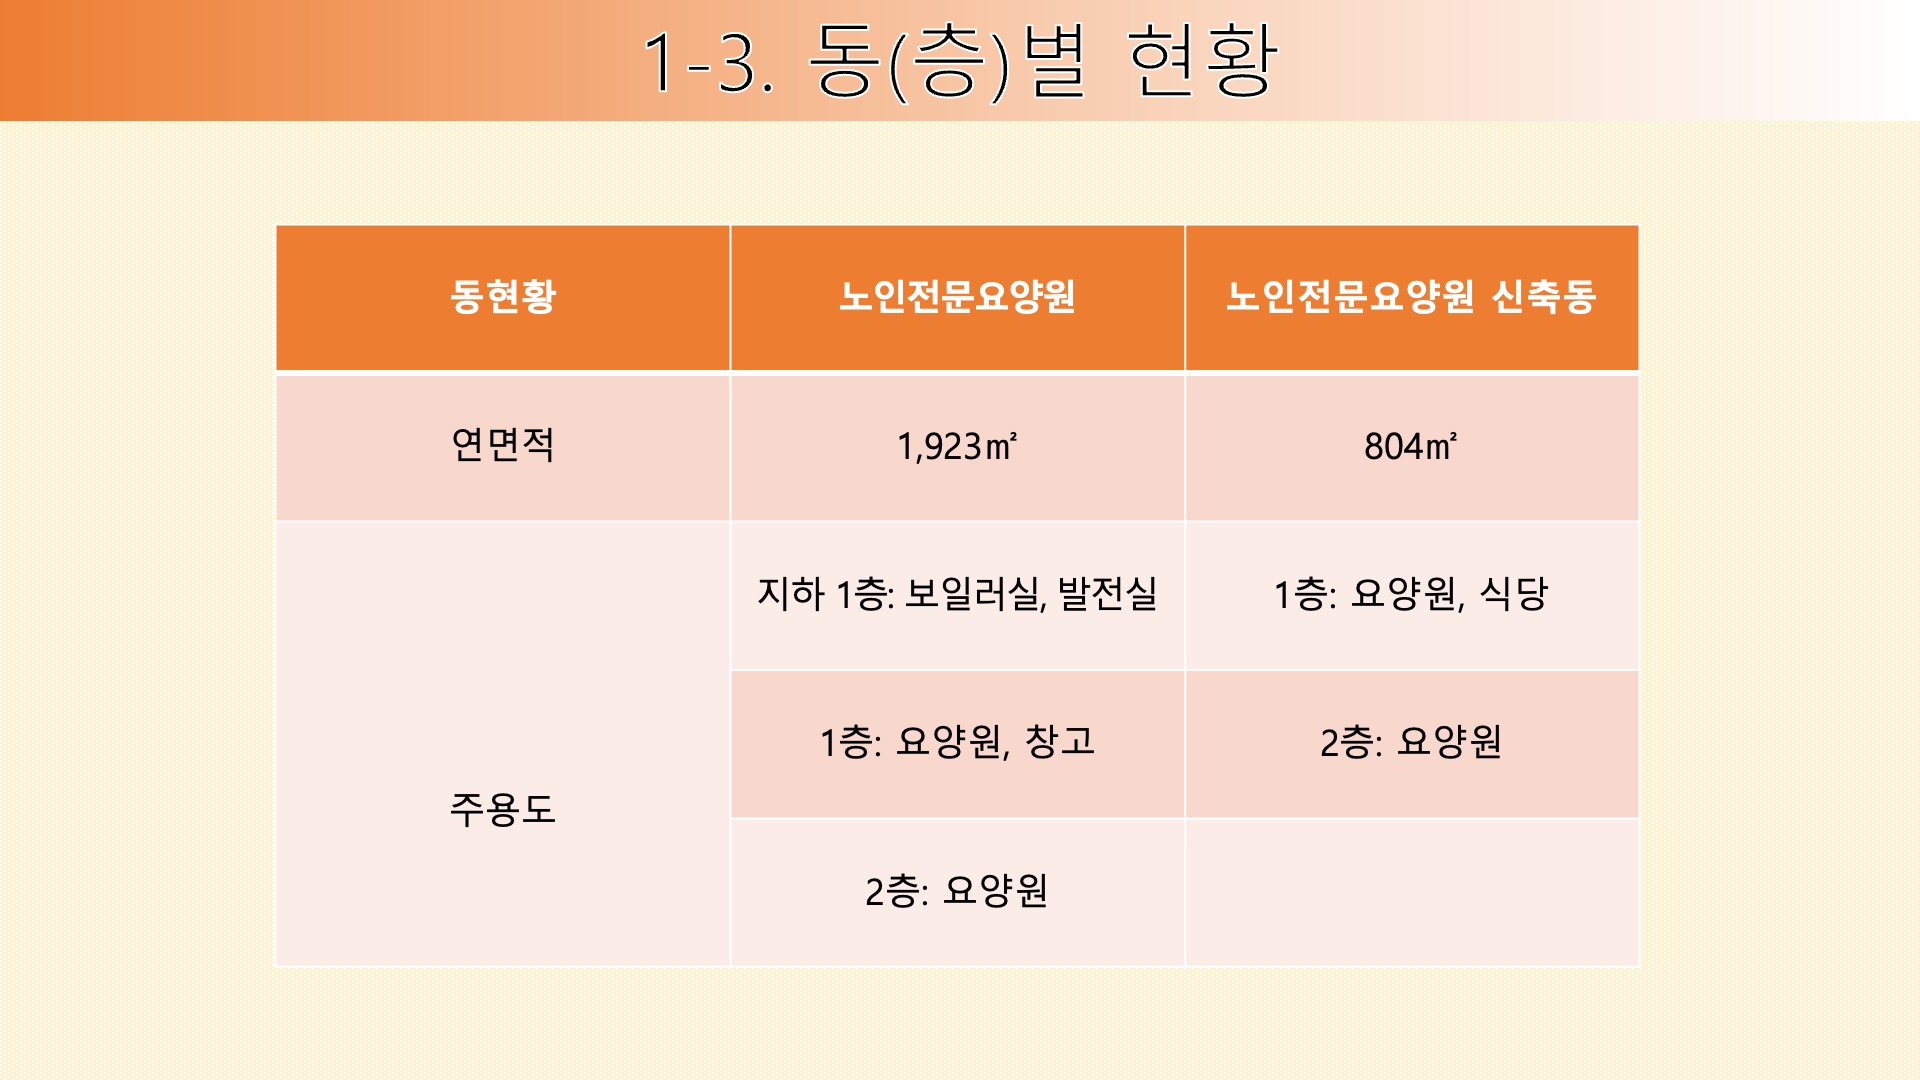 1-3. 동(층)별 현황
동현황 노인전문요양원 노인전문요양원 신축동
연면적 1,923㎡ 804㎡
지하 1층: 보일러실, 발전실 1층: 요양원, 식당
1층: 요양원, 창고 2층: 요양원
주용도
2층: 요양원